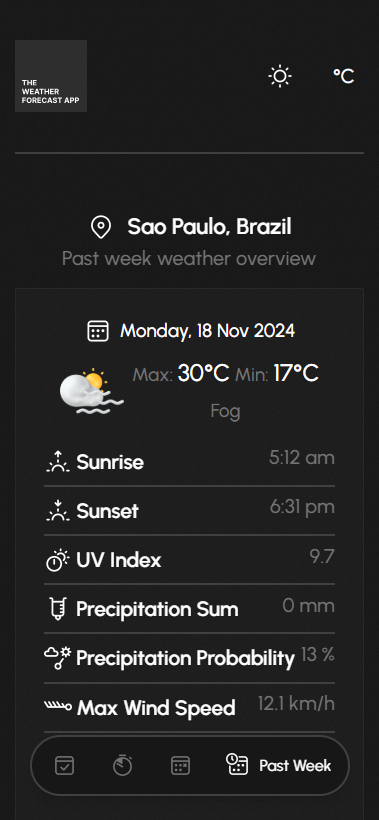 THE
WEATHER
FORECAST APP
°C
Sao Paulo, Brazil
Past week weather overview
Monday, 18 Nov 2024
Max: 30°C Min: 17°C
Fog
Sunrise 5:12 am
Sunset 6:31 pm
UV Index 9.7
Precipitation Sum 0 mm
Precipitation Probability 13 %
Max Wind Speed 12.1 km/h
Past Week